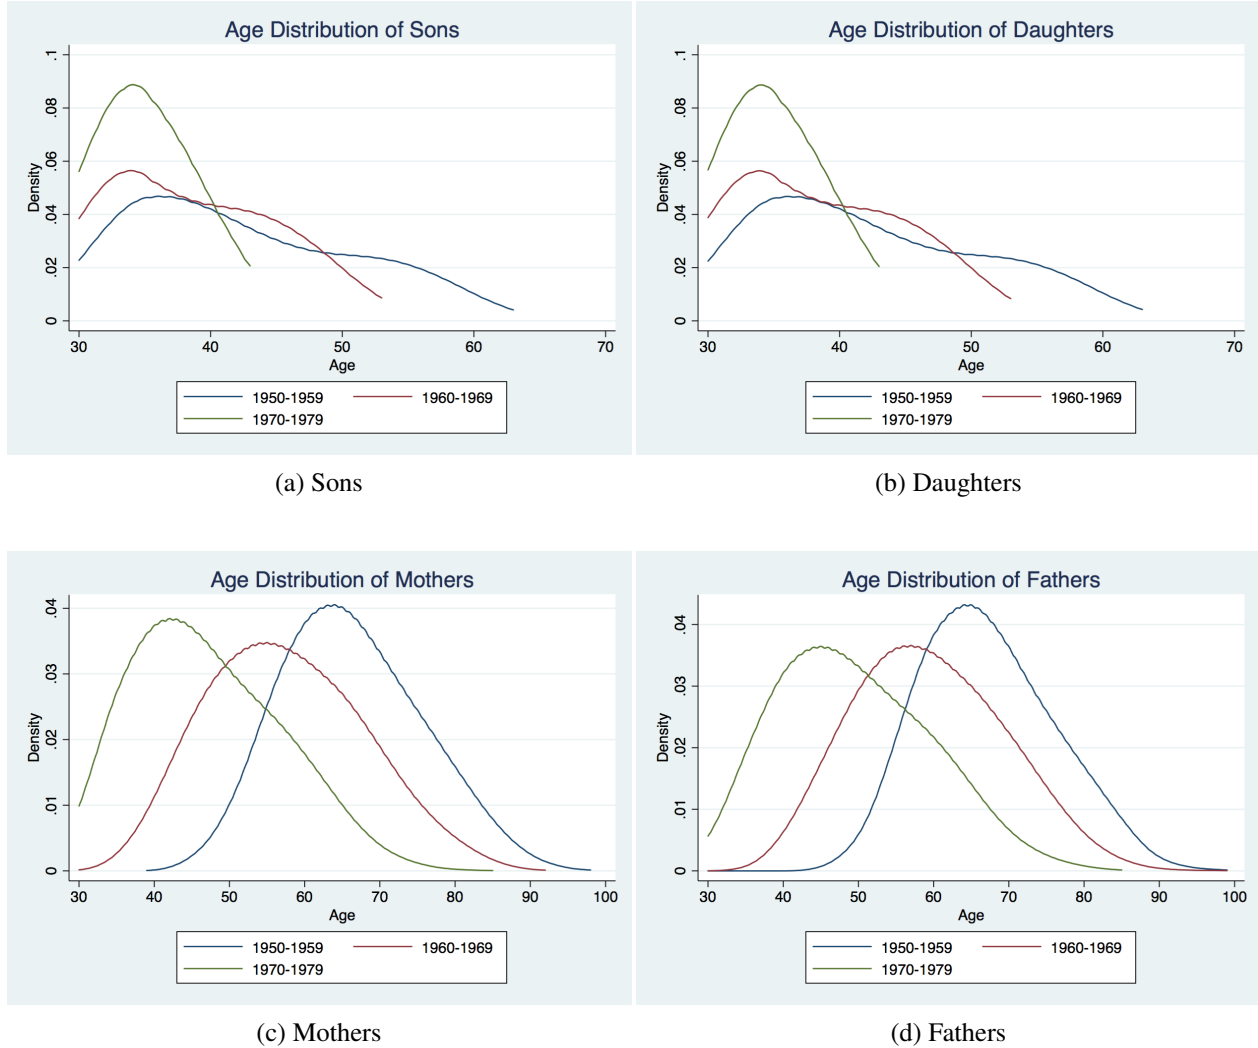 Age Distribution of Sons
Density
0 .02 .04 .06 .08 .1
30 40 50 60 70
Age
1950-1959 1960-1969
1970-1979
(a) Sons
Age Distribution of Daughters
Density
0 .02 .04 .06 .08 .1
30 40 50 60 70
Age
1950-1959 1960-1969
1970-1979
(b) Daughters
Age Distribution of Mothers
Density
0 .01 .02 .03 .04
30 40 50 60 70 80 90 100
Age
1950-1959 1960-1969
1970-1979
(c) Mothers
Age Distribution of Fathers
Density
0 .01 .02 .03 .04
30 40 50 60 70 80 90 100
Age
1950-1959 1960-1969
1970-1979
(d) Fathers